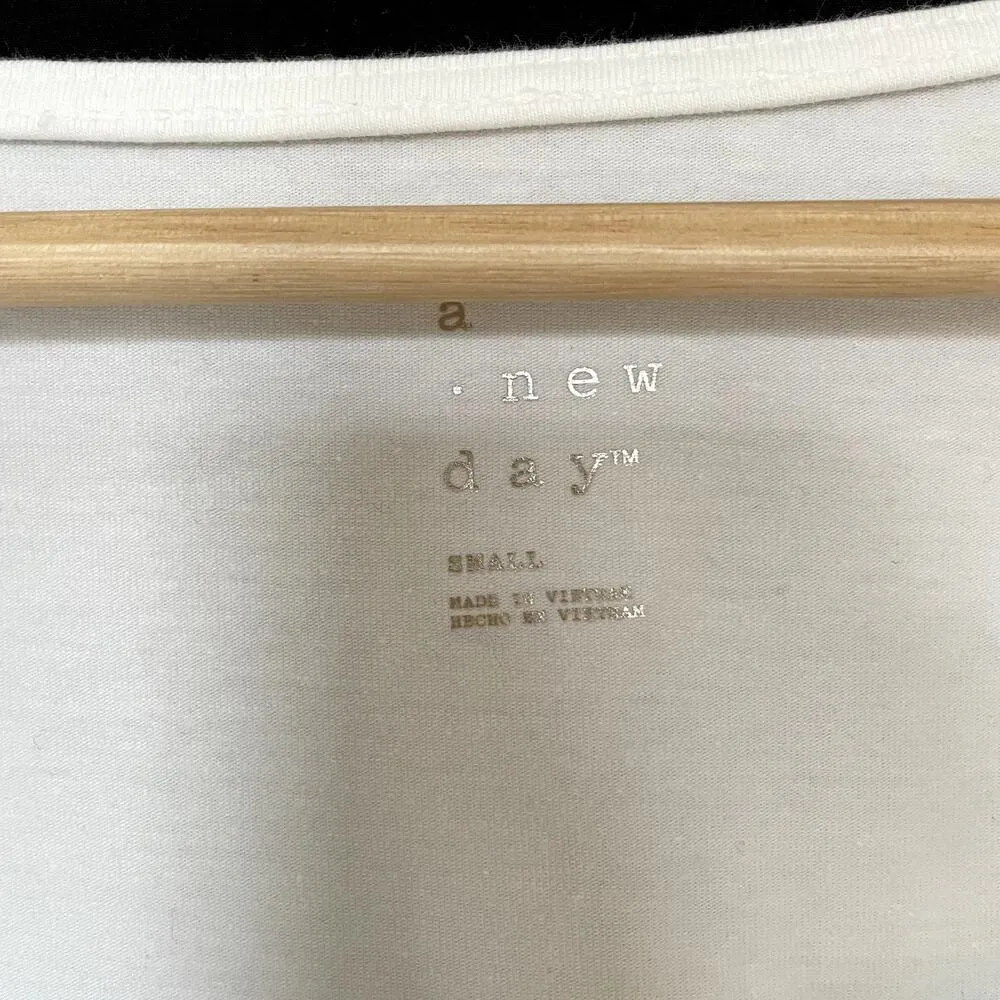 a
. new
day™
SMALL
MADE IN VIETNAM
HECHO EN VIETNAM